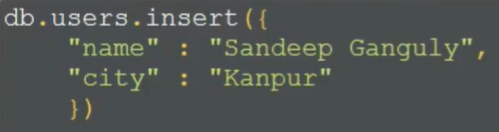 db.users.insert({
"name" : "Sandeep Ganguly",
"city" : "Kanpur"
})